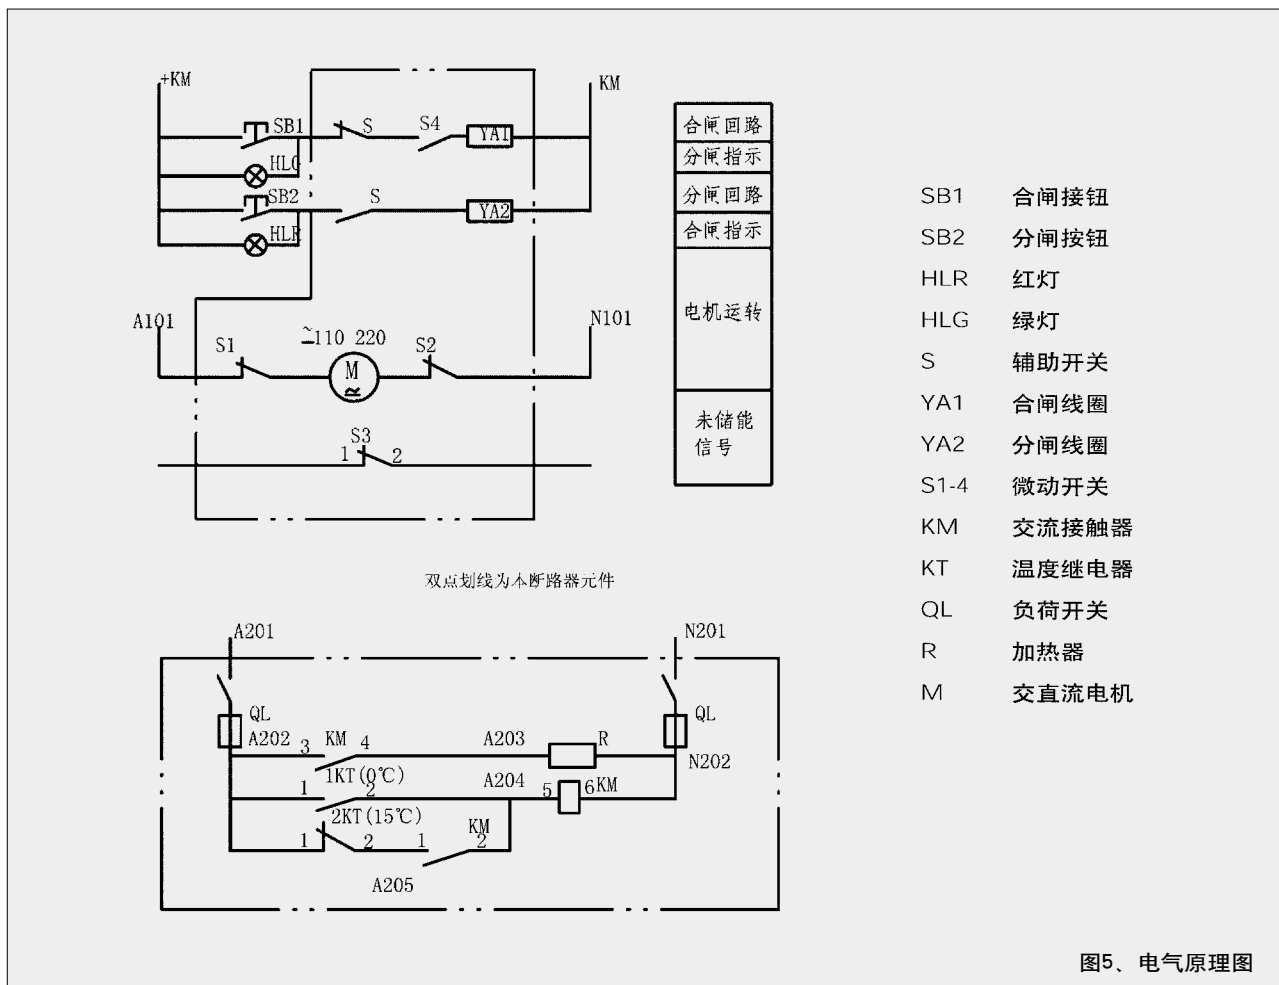 +KM
KM
SB1
S
S4
YA1
HLG
SB2
S
YA2
HLR
A101
N101
S1
≃110 220
S2
M
S3
1
2
合闸回路
分闸指示
分闸回路
合闸指示
电机运转
未储能
信号
SB1 合闸接钮
SB2 分闸按钮
HLR 红灯
HLG 绿灯
S 辅助开关
YA1 合闸线圈
YA2 分闸线圈
S1-4 微动开关
KM 交流接触器
KT 温度继电器
QL 负荷开关
R 加热器
M 交直流电机
双点划线为本断路器元件
A201
N201
QL
QL
A202
3
KM
4
A203
R
N202
1KT(0℃)
1
2
A204
5
6
KM
2KT(15℃)
1
2
1
KM
2
A205
图5、电气原理图